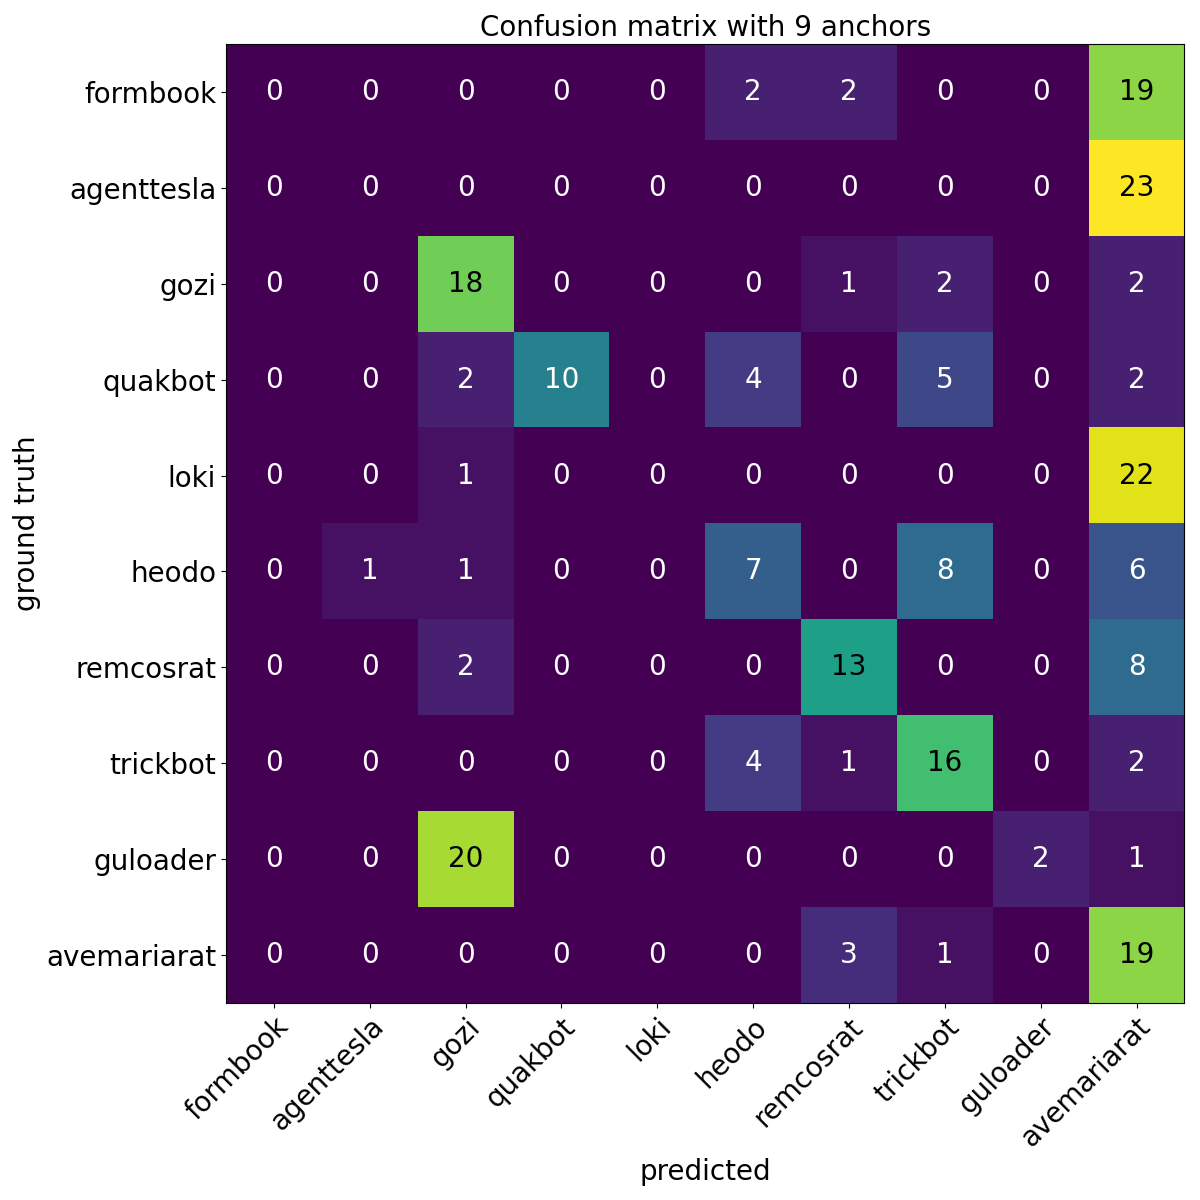 Confusion matrix with 9 anchors
formbook 0 0 0 0 0 2 2 0 0 19
agenttesla 0 0 0 0 0 0 0 0 0 23
gozi 0 0 18 0 0 0 1 2 0 2
quakbot 0 0 2 10 0 4 0 5 0 2
loki 0 0 1 0 0 0 0 0 0 22
heodo 0 1 1 0 0 7 0 8 0 6
remcosrat 0 0 2 0 0 0 13 0 0 8
trickbot 0 0 0 0 0 4 1 16 0 2
guloader 0 0 20 0 0 0 0 0 2 1
avemariarat 0 0 0 0 0 0 3 1 0 19
ground truth
formbook agenttesla gozi quakbot loki heodo remcosrat trickbot guloader avemariarat
predicted